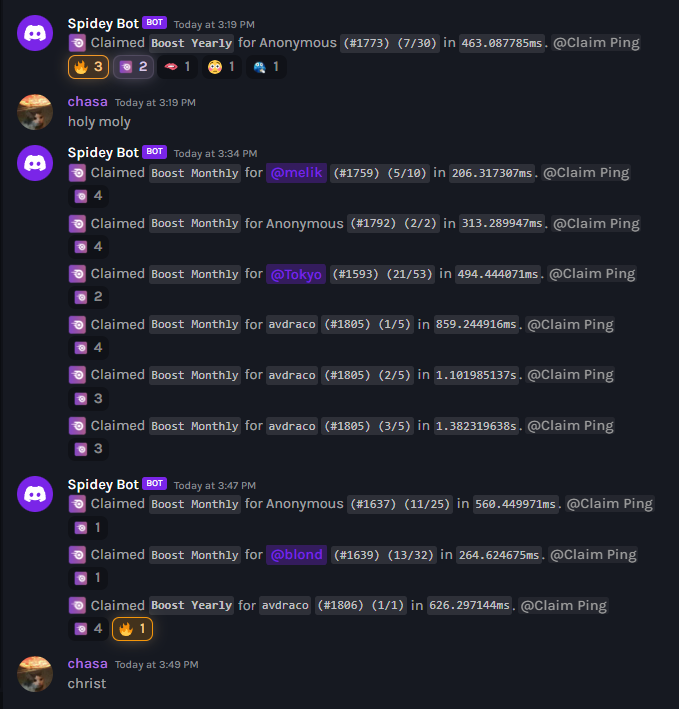 Spidey Bot BOT Today at 3:19 PM
Claimed Boost Yearly for Anonymous (#1773) (7/30) in 463.087785ms. @Claim Ping
3 2 1 1 1
chasa Today at 3:19 PM
holy moly
Spidey Bot BOT Today at 3:34 PM
Claimed Boost Monthly for @melik (#1759) (5/10) in 206.317307ms. @Claim Ping
4
Claimed Boost Monthly for Anonymous (#1792) (2/2) in 313.289947ms. @Claim Ping
4
Claimed Boost Monthly for @Tokyo (#1593) (21/53) in 494.444071ms. @Claim Ping
2
Claimed Boost Monthly for avdraco (#1805) (1/5) in 859.244916ms. @Claim Ping
4
Claimed Boost Monthly for avdraco (#1805) (2/5) in 1.101985137s. @Claim Ping
3
Claimed Boost Monthly for avdraco (#1805) (3/5) in 1.382319638s. @Claim Ping
3
Spidey Bot BOT Today at 3:47 PM
Claimed Boost Monthly for Anonymous (#1637) (11/25) in 560.449971ms. @Claim Ping
1
Claimed Boost Monthly for @blond (#1639) (13/32) in 264.624675ms. @Claim Ping
1
Claimed Boost Yearly for avdraco (#1806) (1/1) in 626.297144ms. @Claim Ping
4 1
chasa Today at 3:49 PM
christ